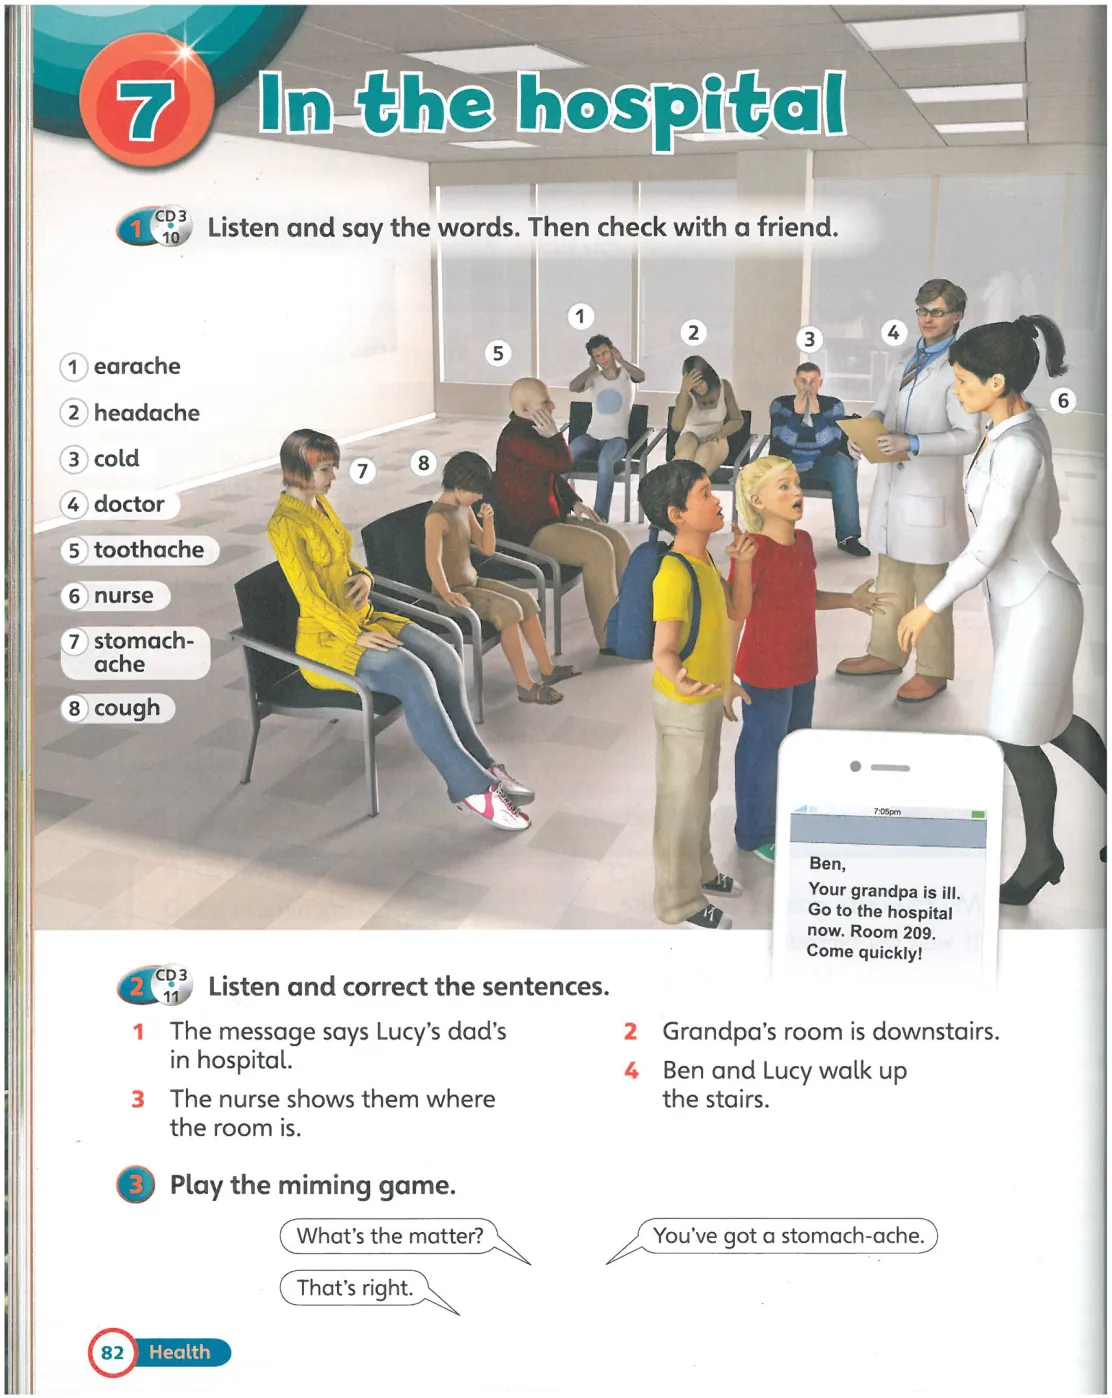 7
In the hospital
1 CD3 10 Listen and say the words. Then check with a friend.
1 earache
2 headache
3 cold
4 doctor
5 toothache
6 nurse
7 stomach-
ache
8 cough
1
2
3
4
5
6
7
8
7:05pm
Ben,
Your grandpa is ill.
Go to the hospital
now. Room 209.
Come quickly!
2 CD3 11 Listen and correct the sentences.
1 The message says Lucy's dad's
in hospital.
2 Grandpa's room is downstairs.
3 The nurse shows them where
the room is.
4 Ben and Lucy walk up
the stairs.
3 Play the miming game.
What's the matter?
You've got a stomach-ache.
That's right.
82 Health